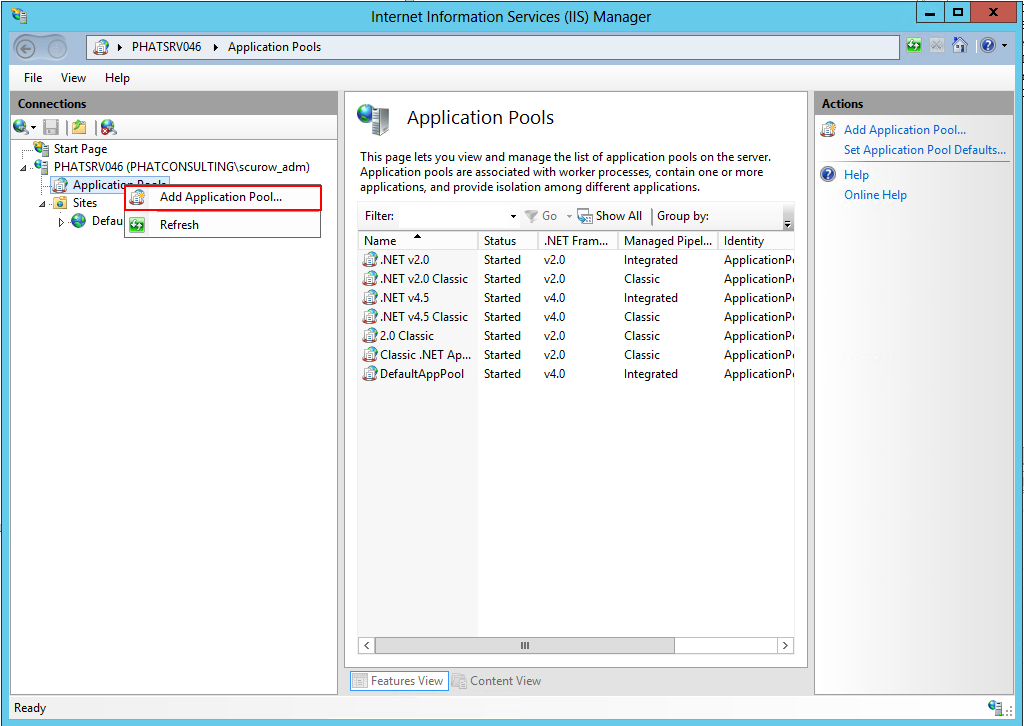 Internet Information Services (IIS) Manager
PHATSRV046 Application Pools
File View Help
Connections
Start Page
PHATSRV046 (PHATCONSULTING\scurow_adm)
Application Pools
Add Application Pool...
Sites
Defau
Refresh
Application Pools
This page lets you view and manage the list of application pools on the server.
Application pools are associated with worker processes, contain one or more
applications, and provide isolation among different applications.
Filter: Go Show All Group by:
Name Status .NET Fram... Managed Pipel... Identity
.NET v2.0 Started v2.0 Integrated ApplicationP
.NET v2.0 Classic Started v2.0 Classic ApplicationP
.NET v4.5 Started v4.0 Integrated ApplicationP
.NET v4.5 Classic Started v4.0 Classic ApplicationP
2.0 Classic Started v2.0 Classic ApplicationP
Classic .NET Ap... Started v2.0 Classic ApplicationP
DefaultAppPool Started v4.0 Integrated ApplicationP
Features View Content View
Actions
Add Application Pool...
Set Application Pool Defaults...
Help
Online Help
Ready